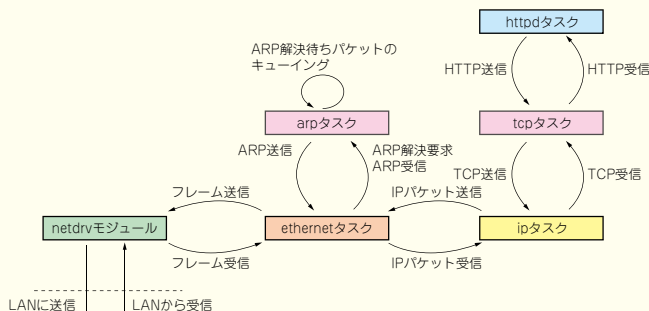 httpdタスク
HTTP送信
HTTP受信
ARP解決待ちパケットの
キューイング
arpタスク
tcpタスク
ARP送信
ARP解決要求
ARP受信
TCP送信
TCP受信
フレーム送信
IPパケット送信
netdrvモジュール
ethernetタスク
ipタスク
フレーム受信
IPパケット受信
LANに送信
LANから受信